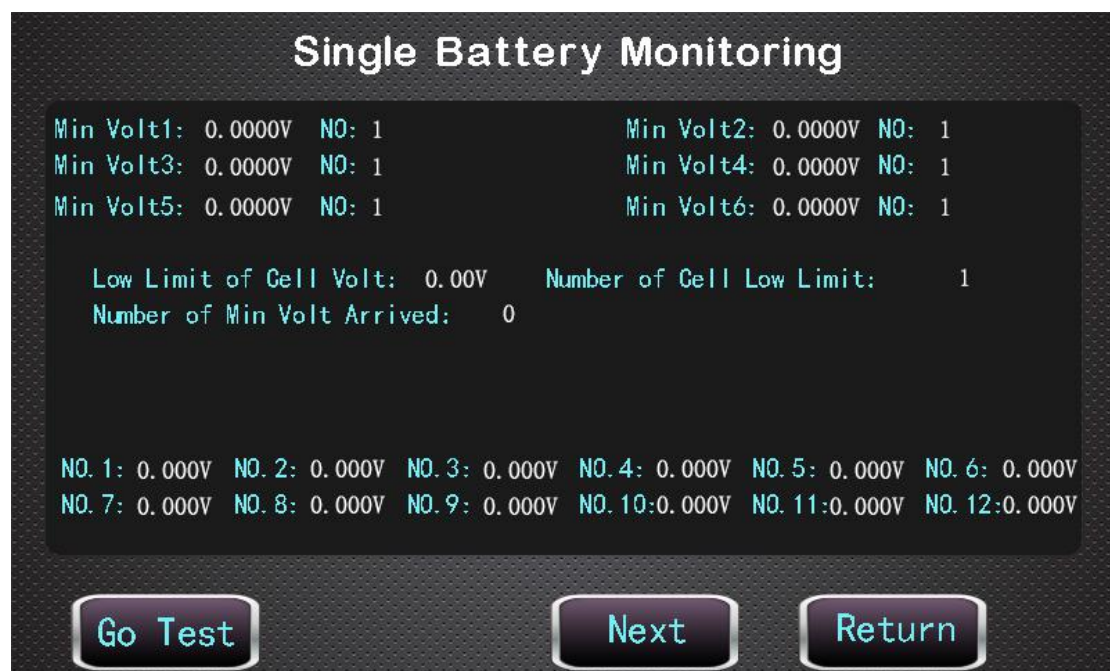 Single Battery Monitoring
Min Volt1: 0.0000V NO: 1 Min Volt2: 0.0000V NO: 1
Min Volt3: 0.0000V NO: 1 Min Volt4: 0.0000V NO: 1
Min Volt5: 0.0000V NO: 1 Min Volt6: 0.0000V NO: 1
Low Limit of Cell Volt: 0.00V Number of Cell Low Limit: 1
Number of Min Volt Arrived: 0
NO.1: 0.000V NO.2: 0.000V NO.3: 0.000V NO.4: 0.000V NO.5: 0.000V NO.6: 0.000V
NO.7: 0.000V NO.8: 0.000V NO.9: 0.000V NO.10:0.000V NO.11:0.000V NO.12:0.000V
Go Test Next Return